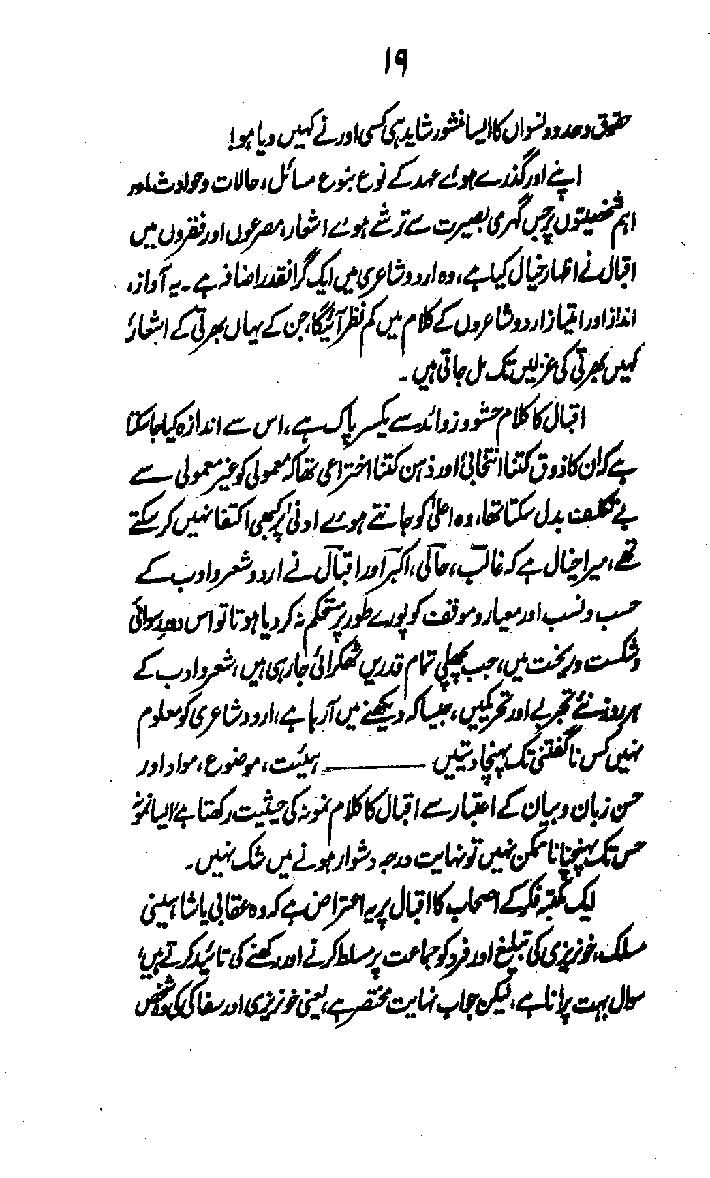 ۱۹
حقوق و حدود نسواں کا ایسا منشور شاید ہی کسی اور نے کہیں دیا ہو!
اپنے اور گذرے ہوئے عہد کے نوع بنوع مسائل، حالات و حوادث اور
اہم شخصیتوں پر جس گہری بصیرت سے ترشے ہوئے اشعار، مصرعوں اور فقروں میں
اقبال نے اظہار خیال کیا ہے، وہ اردو شاعری میں ایک گرانقدر اضافہ ہے۔ یہ آواز،
انداز اور امتیاز اردو شاعروں کے کلام میں کم نظر آئیگا، جن کے یہاں بھرتی کے اشعار
کہیں بھرتی کی غزلیں تک مل جاتی ہیں۔
اقبال کا کلام حشو و زوائد سے یکسر پاک ہے، اس سے اندازہ کیا جا سکتا
ہے کہ ان کا ذوق کتنا انتخابی اور ذہن کتنا اختراعی تھا کہ معمولی کو غیر معمولی سے
بے تکلف بدل سکتا تھا، وہ اعلیٰ کو جانتے ہوئے ادنیٰ پر کبھی اکتفا نہیں کر سکتے
تھے، میرا خیال ہے کہ غالب، حالی، اکبر اور اقبال نے اردو شعر و ادب کے
حسب و نسب اور معیار و موقف کو پورے طور پر مستحکم نہ کر دیا ہوتا تو اس دور رسوائی
و شکست و ریخت میں، جب پچھلی تمام قدریں ٹھکرائی جا رہی ہیں، شعر و ادب کے
ہر روز نئے تجربے اور تحریکیں، جیسا کہ دیکھنے میں آ رہا ہے، اردو شاعری کو معلوم
نہیں کس ناگفتنی تک پہنچا دیتیں ——— ہیئت، موضوع، مواد اور
حسن زبان و بیان کے اعتبار سے اقبال کا کلام نمونہ کی حیثیت رکھتا ہے، ایسا نمونہ
جس تک پہنچنا ناممکن نہیں تو نہایت درجہ دشوار ہونے میں شک نہیں۔
ایک مکتبہ فکر کے اصحاب کا اقبال پر یہ اعتراض ہے کہ وہ عقابی یا شاہینی
مسلک، خونریزی کی تبلیغ اور فرد کو جماعت پر مسلط کرنے اور رکھنے کی تائید کرتے ہیں،
سوال بہت پرانا ہے، لیکن جواب نہایت مختصر ہے، یعنی خونریزی اور سفاکی کی وہ شخص